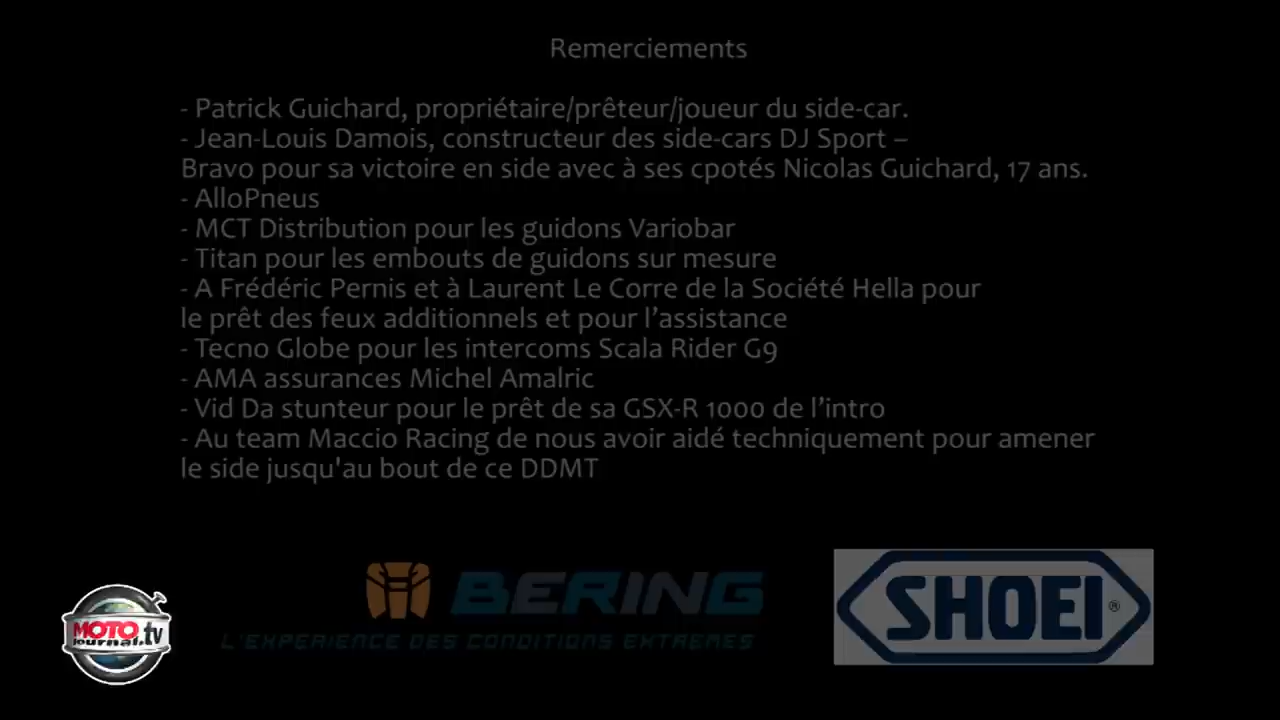 Remerciements
- Patrick Guichard, propriétaire/prêteur/joueur du side-car.
- Jean-Louis Damois, constructeur des side-cars DJ Sport –
Bravo pour sa victoire en side avec à ses cpotés Nicolas Guichard, 17 ans.
- AlloPneus
- MCT Distribution pour les guidons Variobar
- Titan pour les embouts de guidons sur mesure
- A Frédéric Pernis et à Laurent Le Corre de la Société Hella pour
le prêt des feux additionnels et pour l’assistance
- Tecno Globe pour les intercoms Scala Rider G9
- AMA assurances Michel Amalric
- Vid Da stunteur pour le prêt de sa GSX-R 1000 de l’intro
- Au team Maccio Racing de nous avoir aidé techniquement pour amener
le side jusqu'au bout de ce DDMT
BERING
L'EXPERIENCE DES CONDITIONS EXTREMES
SHOEI®
MOTO
journal.tv